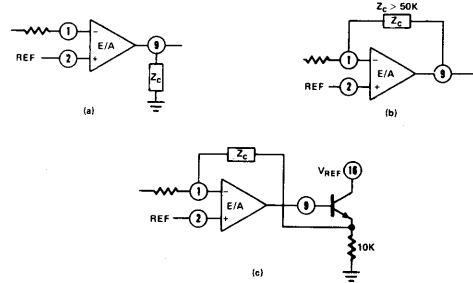 1
REF
2
−
+
E/A
9
Zc
(a)
Zc > 50K
Zc
1
REF
2
−
+
E/A
9
(b)
Zc
1
REF
2
−
+
E/A
9
VREF
16
10K
(c)